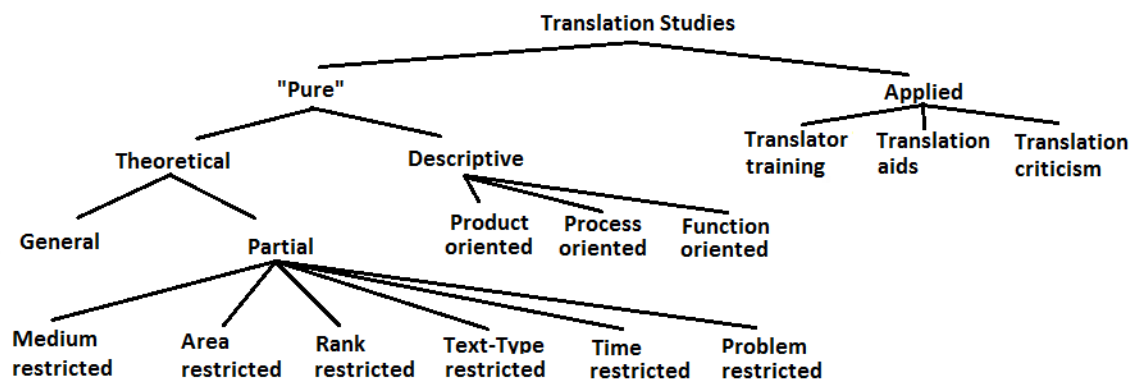 Translation Studies
"Pure"
Applied
Translator
training
Translation
aids
Translation
criticism
Theoretical
Descriptive
Product
oriented
Process
oriented
Function
oriented
General
Partial
Medium
restricted
Area
restricted
Rank
restricted
Text-Type
restricted
Time
restricted
Problem
restricted